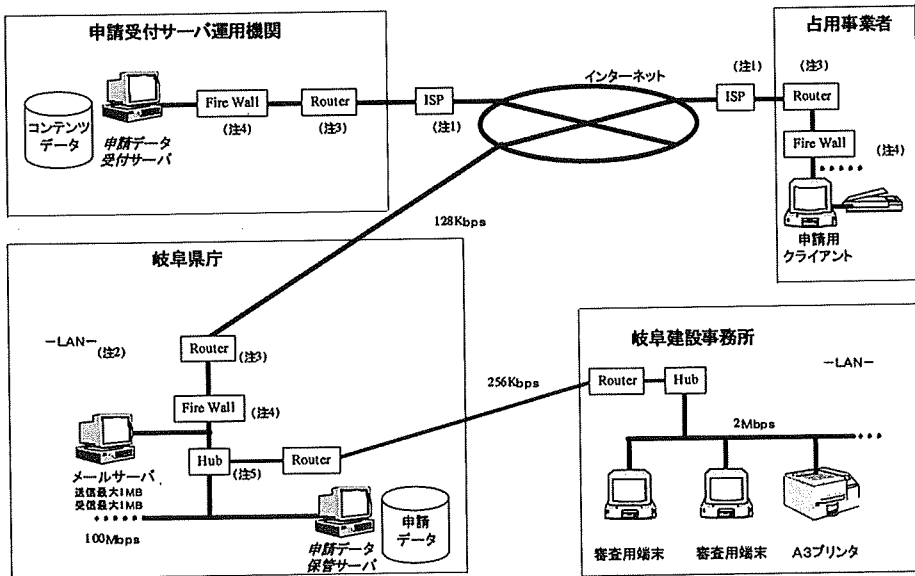 申請受付サーバ運用機関
コンテンツ
データ
申請データ
受付サーバ
Fire Wall
(注4)
Router
(注3)
ISP
(注1)
インターネット
(注1)
ISP
占用事業者
(注3)
Router
Fire Wall
(注4)
申請用
クライアント
128Kbps
岐阜県庁
−LAN−(注2)
Router
(注3)
Fire Wall
(注4)
メールサーバ
送信最大1MB
受信最大1MB
Hub
(注5)
Router
100Mbps
申請データ
保管サーバ
申請
データ
256Kbps
岐阜建設事務所
−LAN−
Router
Hub
2Mbps
審査用端末
審査用端末
A3プリンタ